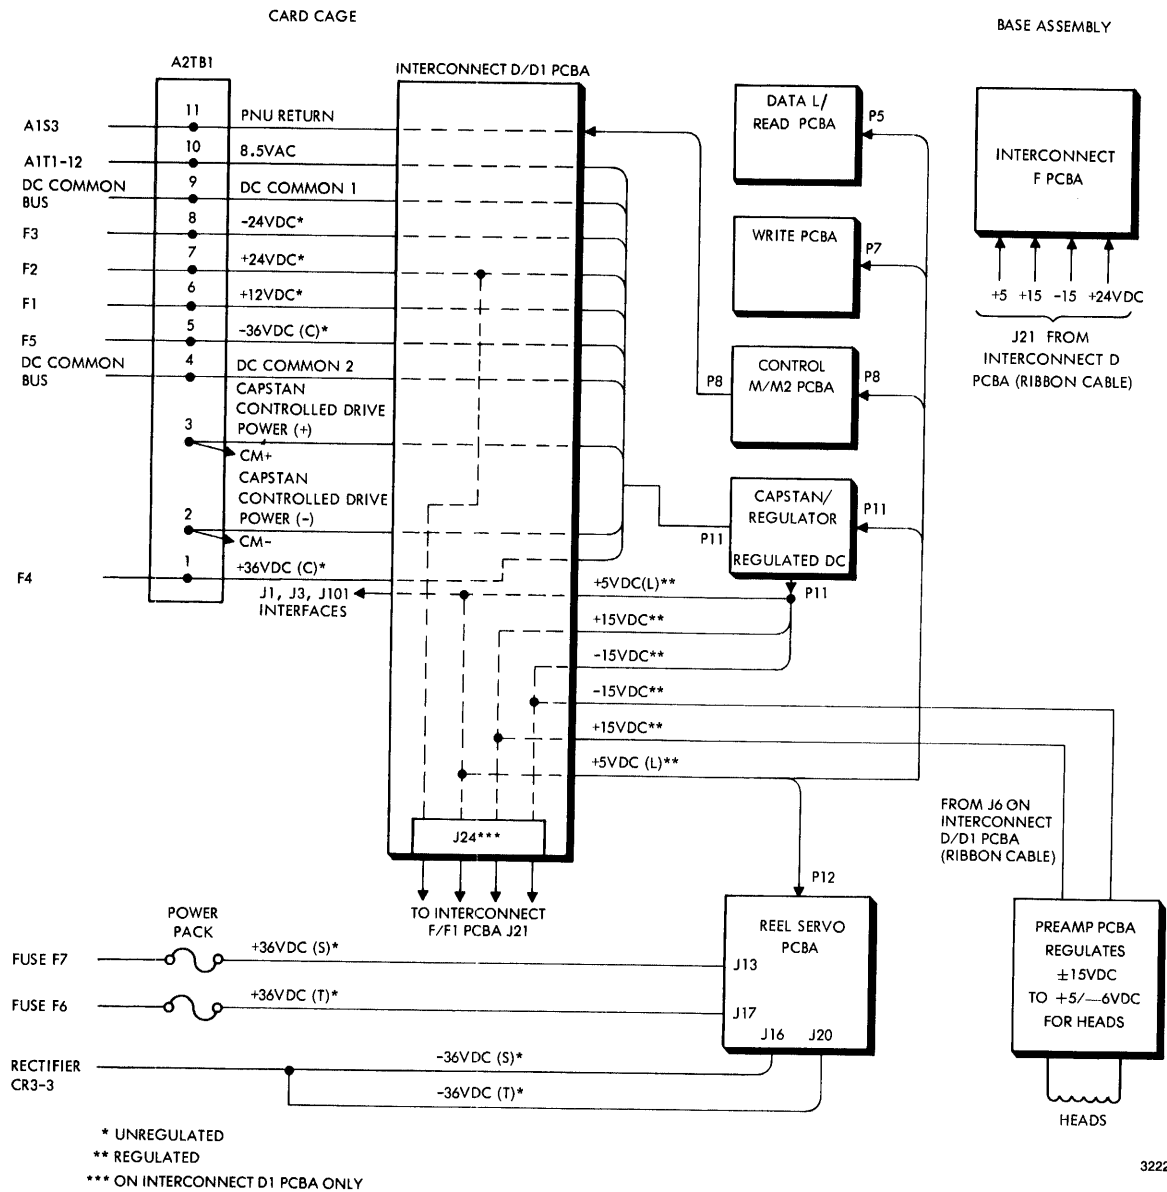 CARD CAGE
BASE ASSEMBLY
A2TB1
INTERCONNECT D/D1 PCBA
A1S3
11
PNU RETURN
A1T1-12
10
8.5VAC
DC COMMON
BUS
9
DC COMMON 1
F3
8
-24VDC*
F2
7
+24VDC*
F1
6
+12VDC*
F5
5
-36VDC (C)*
DC COMMON
BUS
4
DC COMMON 2
CAPSTAN
CONTROLLED DRIVE
3
POWER (+)
CM+
CAPSTAN
CONTROLLED DRIVE
2
POWER (-)
CM-
F4
1
+36VDC (C)*
J1, J3, J101
INTERFACES
DATA L/
READ PCBA
P5
WRITE PCBA
P7
P8
CONTROL
M/M2 PCBA
P8
CAPSTAN/
REGULATOR
REGULATED DC
P11
P11
P11
INTERCONNECT
F PCBA
+5 +15 -15 +24VDC
J21 FROM
INTERCONNECT D
PCBA (RIBBON CABLE)
+5VDC(L)**
+15VDC**
-15VDC**
-15VDC**
+15VDC**
+5VDC (L)**
J24***
TO INTERCONNECT
F/F1 PCBA J21
FROM J6 ON
INTERCONNECT
D/D1 PCBA
(RIBBON CABLE)
P12
REEL SERVO
PCBA
J13
J17
J16 J20
PREAMP PCBA
REGULATES
±15VDC
TO +5/—6VDC
FOR HEADS
HEADS
POWER
PACK
FUSE F7
+36VDC (S)*
FUSE F6
+36VDC (T)*
RECTIFIER
CR3-3
-36VDC (S)*
-36VDC (T)*
* UNREGULATED
** REGULATED
*** ON INTERCONNECT D1 PCBA ONLY
3222